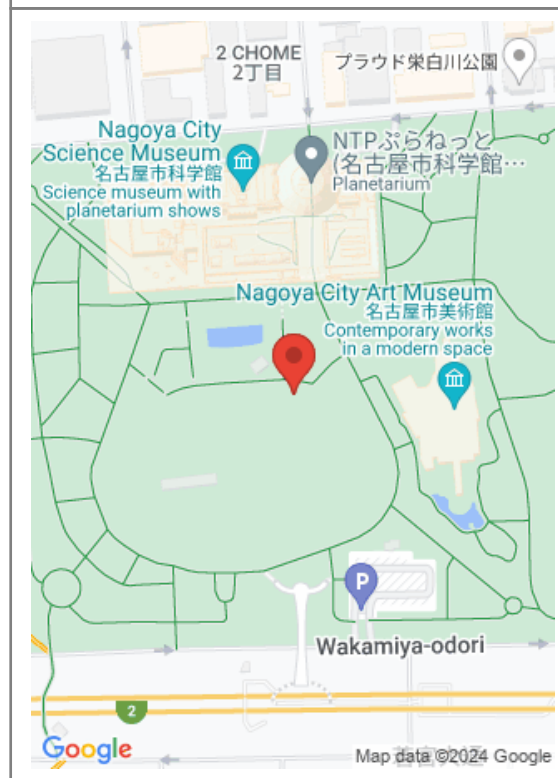 2 CHOME
2丁目
プラウド栄白川公園
Nagoya City
Science Museum
名古屋市科学館
Science museum with
planetarium shows
NTPぷらねっと
(名古屋市科学館…
Planetarium
Nagoya City Art Museum
名古屋市美術館
Contemporary works
in a modern space
P
Wakamiya-odori
2
Google
Map data ©2024 Google